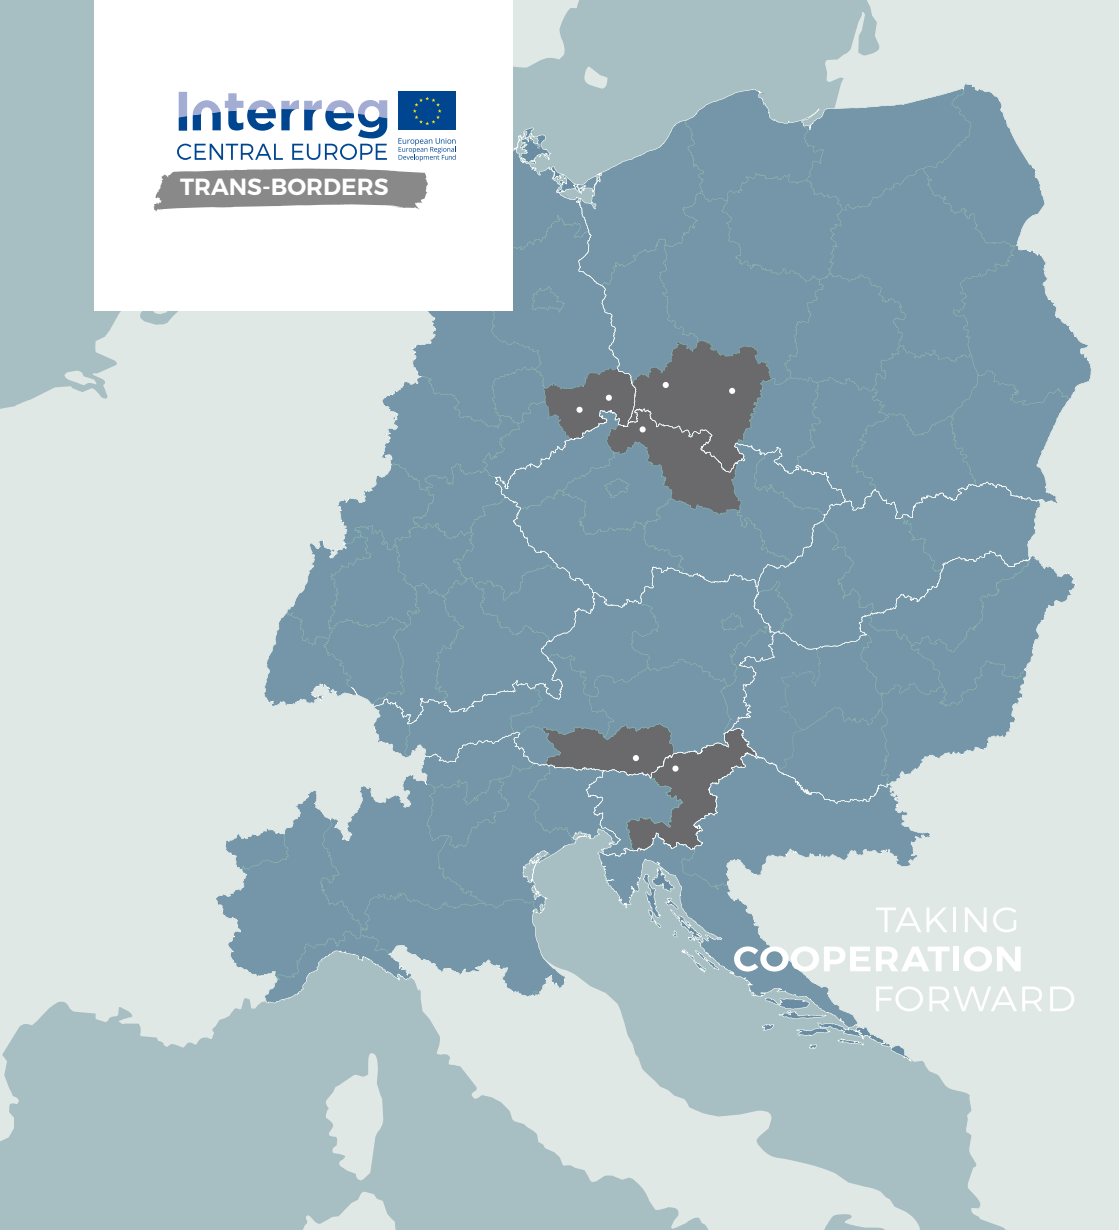 Interreg
CENTRAL EUROPE
European Union
European Regional
Development Fund
TRANS-BORDERS
TAKING
COOPERATION
FORWARD